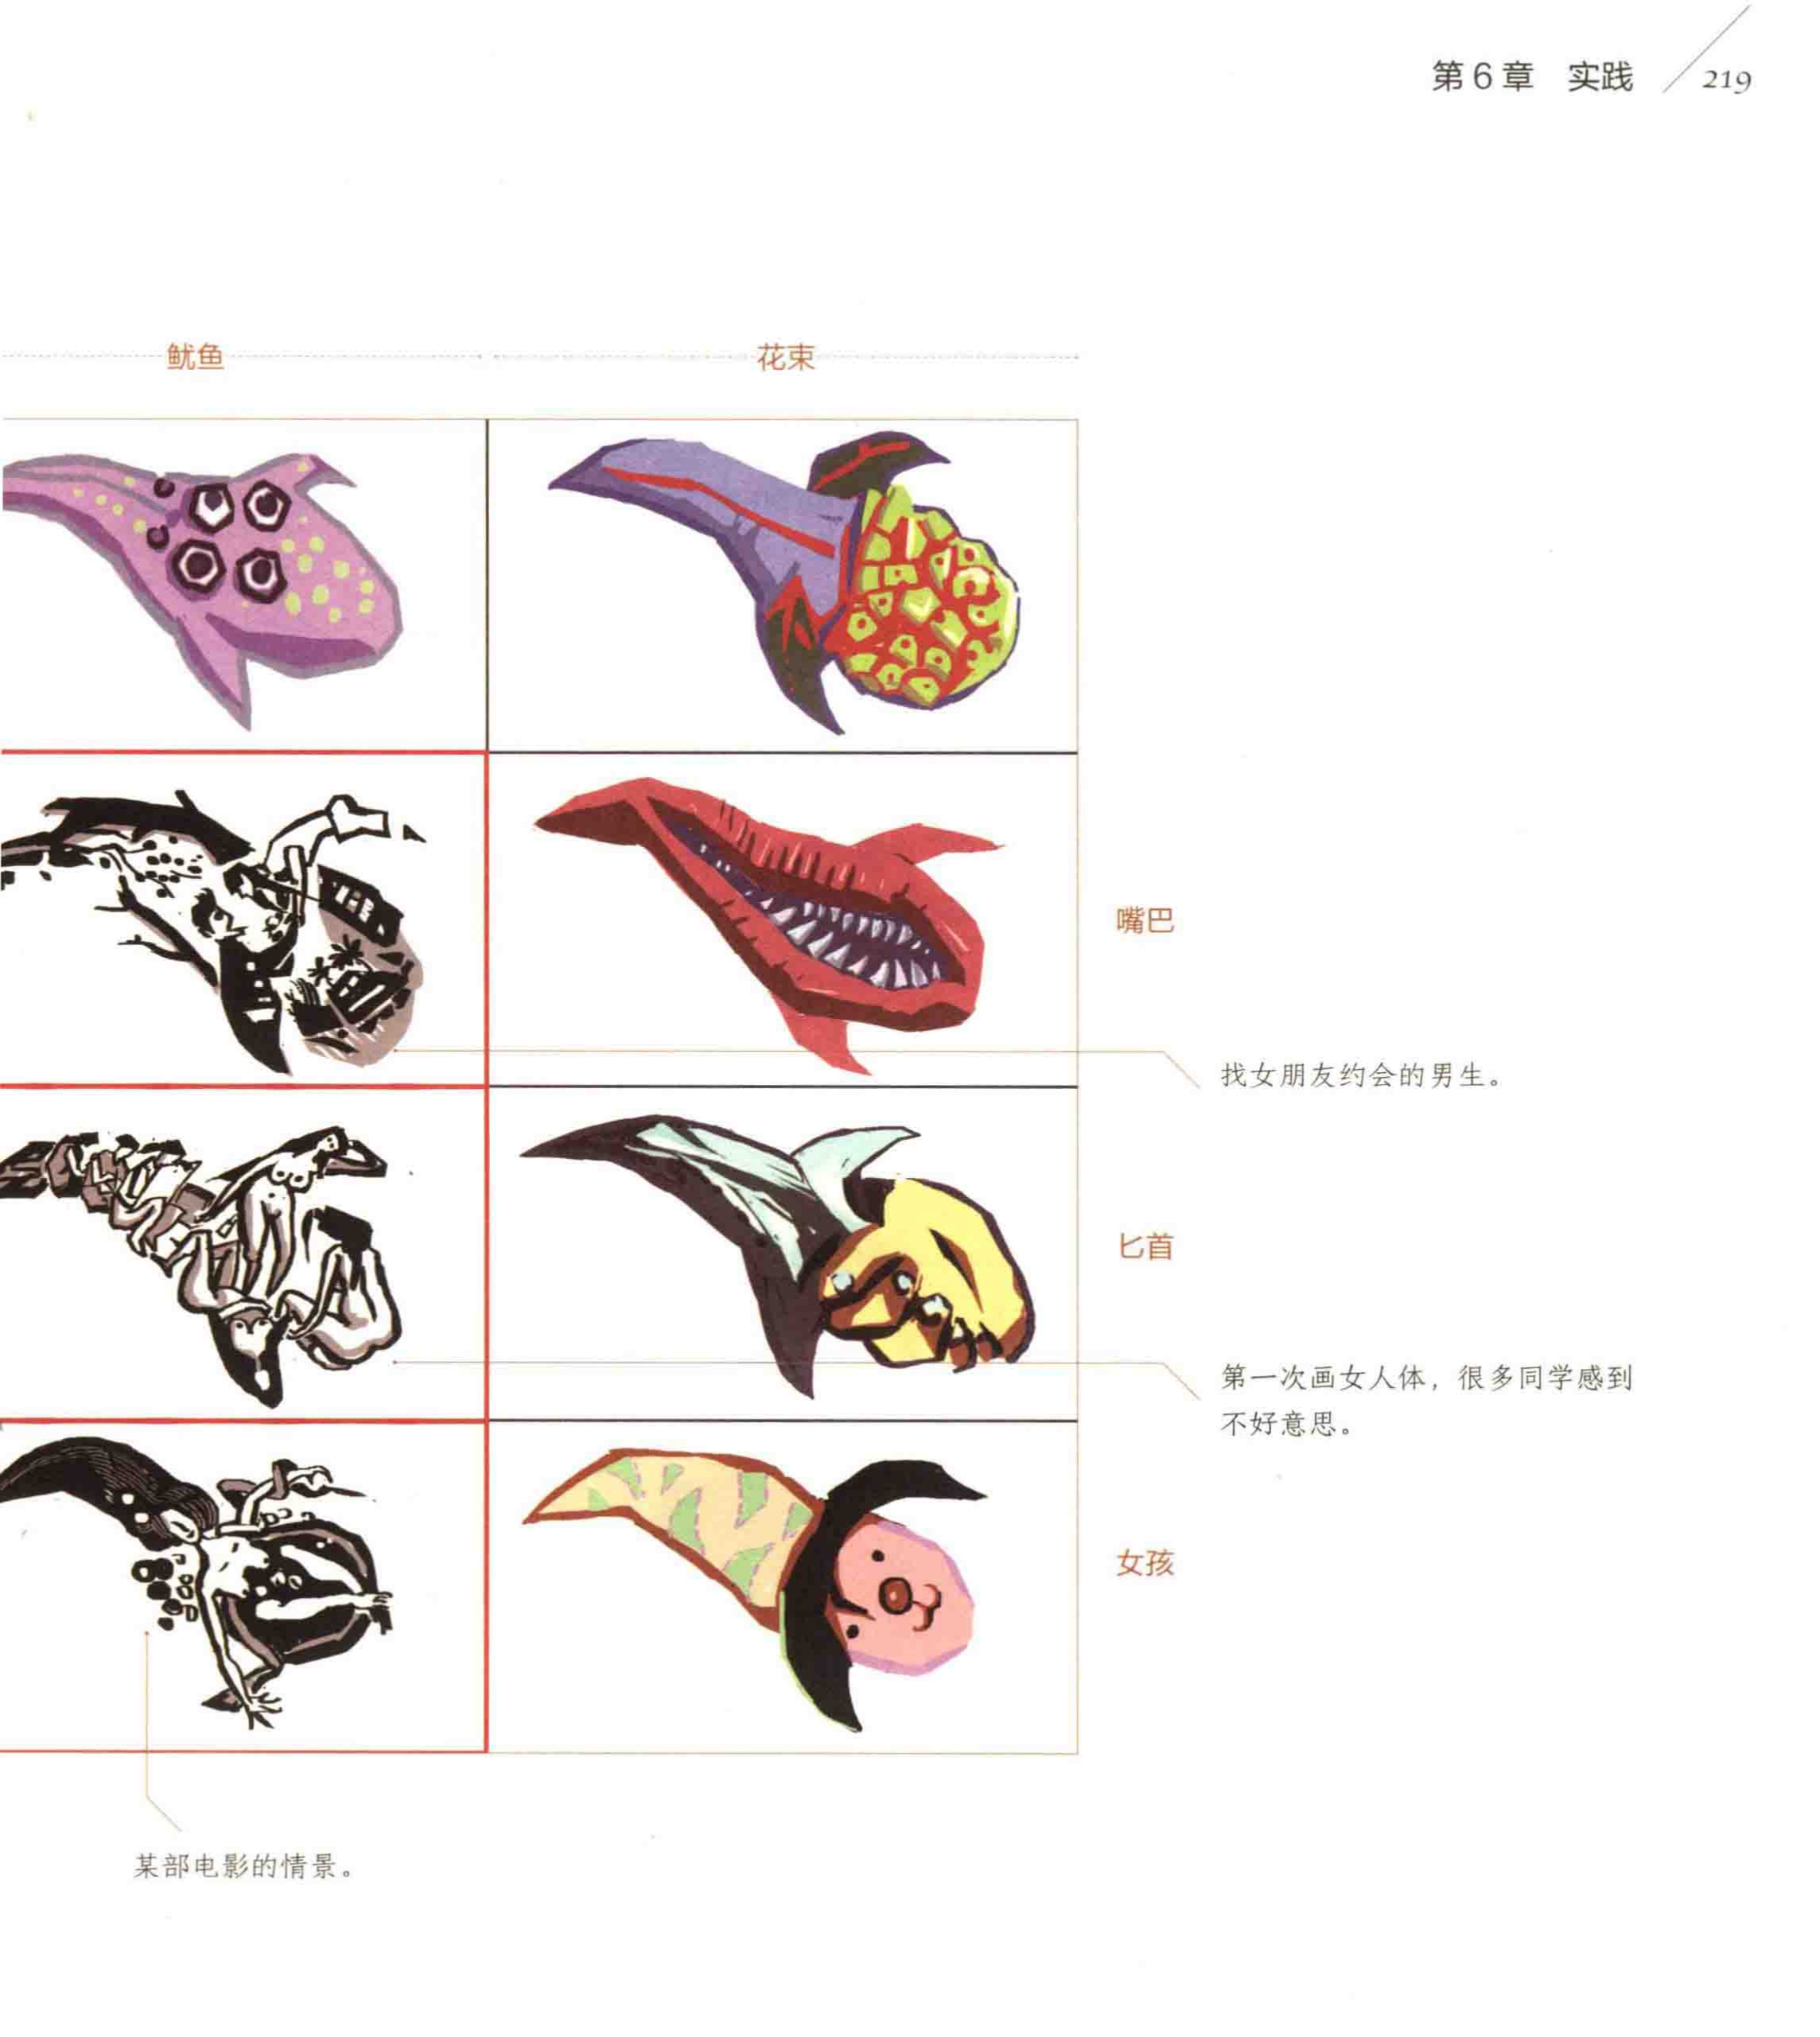 第6章 实践 219
鱿鱼 花束
嘴巴
找女朋友约会的男生。
匕首
第一次画女人体，很多同学感到
不好意思。
女孩
某部电影的情景。